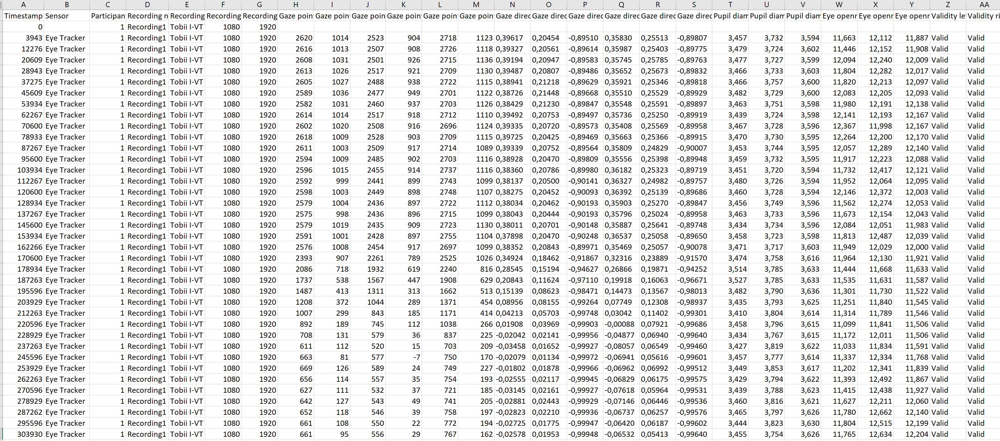 A B C D E F G H I J K L M N O P Q R S T U V W X Y Z AA
Timestamp Sensor Participan Recording n Recording Recording Recording Gaze poin Gaze poin Gaze poin Gaze poin Gaze poin Gaze poin Gaze direc Gaze direc Gaze direc Gaze direc Gaze direc Gaze direc Pupil diam Pupil diam Pupil diam Eye openr Eye openr Eye openr Validity le Validity ri
0 1 Recording1 Tobii I-VT 1080 1920
3943 Eye Tracker 1 Recording1 Tobii I-VT 1080 1920 2620 1014 2523 904 2718 1123 0,39617 0,20454 -0,89510 0,35830 0,25513 -0,89807 3,457 3,732 3,594 11,663 12,112 11,887 Valid Valid
12276 Eye Tracker 1 Recording1 Tobii I-VT 1080 1920 2616 1013 2507 908 2726 1118 0,39327 0,20561 -0,89614 0,35987 0,25403 -0,89775 3,479 3,724 3,602 11,446 12,152 11,908 Valid Valid
20609 Eye Tracker 1 Recording1 Tobii I-VT 1080 1920 2608 1031 2501 926 2715 1136 0,39194 0,20947 -0,89583 0,35745 0,25785 -0,89763 3,477 3,727 3,599 12,094 12,240 12,009 Valid Valid
28943 Eye Tracker 1 Recording1 Tobii I-VT 1080 1920 2613 1026 2517 921 2709 1130 0,39487 0,20807 -0,89486 0,35652 0,25673 -0,89832 3,466 3,733 3,603 11,804 12,282 12,017 Valid Valid
37275 Eye Tracker 1 Recording1 Tobii I-VT 1080 1920 2605 1027 2488 938 2722 1115 0,38941 0,21218 -0,89629 0,35921 0,25346 -0,89818 3,466 3,757 3,600 11,820 12,213 12,097 Valid Valid
45609 Eye Tracker 1 Recording1 Tobii I-VT 1080 1920 2589 1036 2477 949 2701 1122 0,38726 0,21448 -0,89668 0,35510 0,25529 -0,89929 3,482 3,729 3,600 12,083 12,205 12,093 Valid Valid
53934 Eye Tracker 1 Recording1 Tobii I-VT 1080 1920 2582 1031 2460 937 2703 1126 0,38429 0,21230 -0,89847 0,35548 0,25591 -0,89897 3,463 3,751 3,598 11,980 12,191 12,138 Valid Valid
62267 Eye Tracker 1 Recording1 Tobii I-VT 1080 1920 2614 1014 2517 918 2712 1110 0,39492 0,20753 -0,89497 0,35736 0,25250 -0,89919 3,439 3,724 3,598 12,141 12,193 12,167 Valid Valid
70600 Eye Tracker 1 Recording1 Tobii I-VT 1080 1920 2602 1020 2508 916 2696 1124 0,39335 0,20720 -0,89573 0,35408 0,25569 -0,89958 3,467 3,728 3,596 12,367 11,998 12,167 Valid Valid
78933 Eye Tracker 1 Recording1 Tobii I-VT 1080 1920 2618 1009 2528 903 2709 1115 0,39725 0,20425 -0,89469 0,35663 0,25366 -0,89915 3,470 3,730 3,595 12,264 12,200 12,170 Valid Valid
87267 Eye Tracker 1 Recording1 Tobii I-VT 1080 1920 2611 1003 2509 917 2714 1089 0,39339 0,20752 -0,89564 0,35809 0,24829 -0,90007 3,453 3,744 3,595 12,057 12,289 12,140 Valid Valid
95600 Eye Tracker 1 Recording1 Tobii I-VT 1080 1920 2594 1009 2485 902 2703 1116 0,38928 0,20470 -0,89809 0,35556 0,25398 -0,89948 3,459 3,732 3,595 11,917 12,223 12,088 Valid Valid
103934 Eye Tracker 1 Recording1 Tobii I-VT 1080 1920 2596 1015 2455 914 2737 1116 0,38360 0,20786 -0,89980 0,36182 0,25323 -0,89719 3,451 3,720 3,594 11,732 12,417 12,121 Valid Valid
112267 Eye Tracker 1 Recording1 Tobii I-VT 1080 1920 2592 999 2441 899 2743 1099 0,38137 0,20500 -0,90141 0,36327 0,24982 -0,89757 3,480 3,726 3,594 11,952 12,064 12,095 Valid Valid
120600 Eye Tracker 1 Recording1 Tobii I-VT 1080 1920 2598 1003 2449 898 2748 1107 0,38275 0,20452 -0,90093 0,36392 0,25139 -0,89686 3,460 3,728 3,594 12,146 12,372 12,003 Valid Valid
128934 Eye Tracker 1 Recording1 Tobii I-VT 1080 1920 2579 1004 2436 897 2722 1112 0,38034 0,20462 -0,90193 0,35903 0,25270 -0,89847 3,456 3,749 3,596 11,562 12,274 12,053 Valid Valid
137267 Eye Tracker 1 Recording1 Tobii I-VT 1080 1920 2575 998 2436 896 2715 1099 0,38043 0,20444 -0,90193 0,35796 0,25024 -0,89958 3,463 3,733 3,596 11,673 12,154 12,043 Valid Valid
145600 Eye Tracker 1 Recording1 Tobii I-VT 1080 1920 2579 1019 2435 909 2723 1130 0,38011 0,20701 -0,90148 0,35887 0,25641 -0,89748 3,434 3,734 3,596 12,084 12,051 11,983 Valid Valid
153934 Eye Tracker 1 Recording1 Tobii I-VT 1080 1920 2591 1001 2428 897 2755 1104 0,37898 0,20470 -0,90248 0,36537 0,25058 -0,89650 3,458 3,723 3,598 11,813 12,487 12,039 Valid Valid
162266 Eye Tracker 1 Recording1 Tobii I-VT 1080 1920 2576 1008 2454 917 2697 1099 0,38352 0,20843 -0,89971 0,35469 0,25057 -0,90078 3,471 3,717 3,603 11,949 12,029 12,000 Valid Valid
170600 Eye Tracker 1 Recording1 Tobii I-VT 1080 1920 2393 907 2261 789 2525 1026 0,34924 0,18462 -0,91867 0,32316 0,23889 -0,91570 3,474 3,758 3,616 11,964 12,130 11,921 Valid Valid
178934 Eye Tracker 1 Recording1 Tobii I-VT 1080 1920 2086 718 1932 619 2240 816 0,28545 0,15194 -0,94627 0,26866 0,19871 -0,94252 3,514 3,785 3,633 11,444 11,668 11,633 Valid Valid
187263 Eye Tracker 1 Recording1 Tobii I-VT 1080 1920 1737 538 1567 447 1908 629 0,20843 0,11624 -0,97110 0,19918 0,16063 -0,96671 3,527 3,785 3,633 11,535 11,631 11,587 Valid Valid
195596 Eye Tracker 1 Recording1 Tobii I-VT 1080 1920 1487 413 1311 313 1662 513 0,15139 0,08623 -0,98471 0,14473 0,13567 -0,98013 3,482 3,790 3,636 11,301 11,730 11,522 Valid Valid
203929 Eye Tracker 1 Recording1 Tobii I-VT 1080 1920 1208 372 1044 289 1371 454 0,08956 0,08155 -0,99264 0,07749 0,12308 -0,98937 3,435 3,793 3,625 11,251 11,840 11,545 Valid Valid
212263 Eye Tracker 1 Recording1 Tobii I-VT 1080 1920 1007 299 843 185 1171 414 0,04213 0,05703 -0,99748 0,03042 0,11402 -0,99301 3,410 3,804 3,614 11,314 11,789 11,546 Valid Valid
220596 Eye Tracker 1 Recording1 Tobii I-VT 1080 1920 892 189 745 112 1038 266 0,01908 0,03969 -0,99903 -0,00088 0,07921 -0,99686 3,458 3,796 3,615 11,099 11,841 11,506 Valid Valid
228929 Eye Tracker 1 Recording1 Tobii I-VT 1080 1920 708 131 579 36 837 225 -0,02042 0,02141 -0,99956 -0,04877 0,06940 -0,99640 3,434 3,767 3,615 11,172 12,011 11,506 Valid Valid
237263 Eye Tracker 1 Recording1 Tobii I-VT 1080 1920 611 112 520 15 703 209 -0,03458 0,01652 -0,99927 -0,08057 0,06549 -0,99460 3,427 3,819 3,622 11,033 11,834 11,591 Valid Valid
245596 Eye Tracker 1 Recording1 Tobii I-VT 1080 1920 663 81 577 -7 750 170 -0,02079 0,01134 -0,99972 -0,06941 0,05616 -0,99601 3,457 3,777 3,614 11,337 12,334 11,768 Valid Valid
253929 Eye Tracker 1 Recording1 Tobii I-VT 1080 1920 669 126 589 24 749 227 -0,01802 0,01878 -0,99966 -0,06962 0,06992 -0,99512 3,449 3,853 3,617 11,202 12,341 11,839 Valid Valid
262263 Eye Tracker 1 Recording1 Tobii I-VT 1080 1920 656 114 557 35 754 193 -0,02555 0,02117 -0,99945 -0,06829 0,06175 -0,99575 3,429 3,794 3,622 11,393 12,492 11,867 Valid Valid
270596 Eye Tracker 1 Recording1 Tobii I-VT 1080 1920 627 111 532 37 721 185 -0,03145 0,02161 -0,99927 -0,07618 0,05964 -0,99531 3,439 3,788 3,623 11,415 12,438 11,927 Valid Valid
278929 Eye Tracker 1 Recording1 Tobii I-VT 1080 1920 642 127 543 49 741 205 -0,02881 0,02443 -0,99929 -0,07146 0,06446 -0,99536 3,460 3,816 3,621 11,627 12,211 12,060 Valid Valid
287262 Eye Tracker 1 Recording1 Tobii I-VT 1080 1920 652 118 546 39 758 197 -0,02823 0,02210 -0,99936 -0,06737 0,06257 -0,99576 3,465 3,797 3,626 11,780 12,662 12,140 Valid Valid
295596 Eye Tracker 1 Recording1 Tobii I-VT 1080 1920 661 108 550 22 772 194 -0,02725 0,01775 -0,99947 -0,06420 0,06187 -0,99602 3,444 3,823 3,630 11,804 12,515 12,199 Valid Valid
303930 Eye Tracker 1 Recording1 Tobii I-VT 1080 1920 661 95 556 29 767 162 -0,02578 0,01953 -0,99948 -0,06532 0,05413 -0,99640 3,455 3,754 3,626 11,765 12,634 12,204 Valid Valid